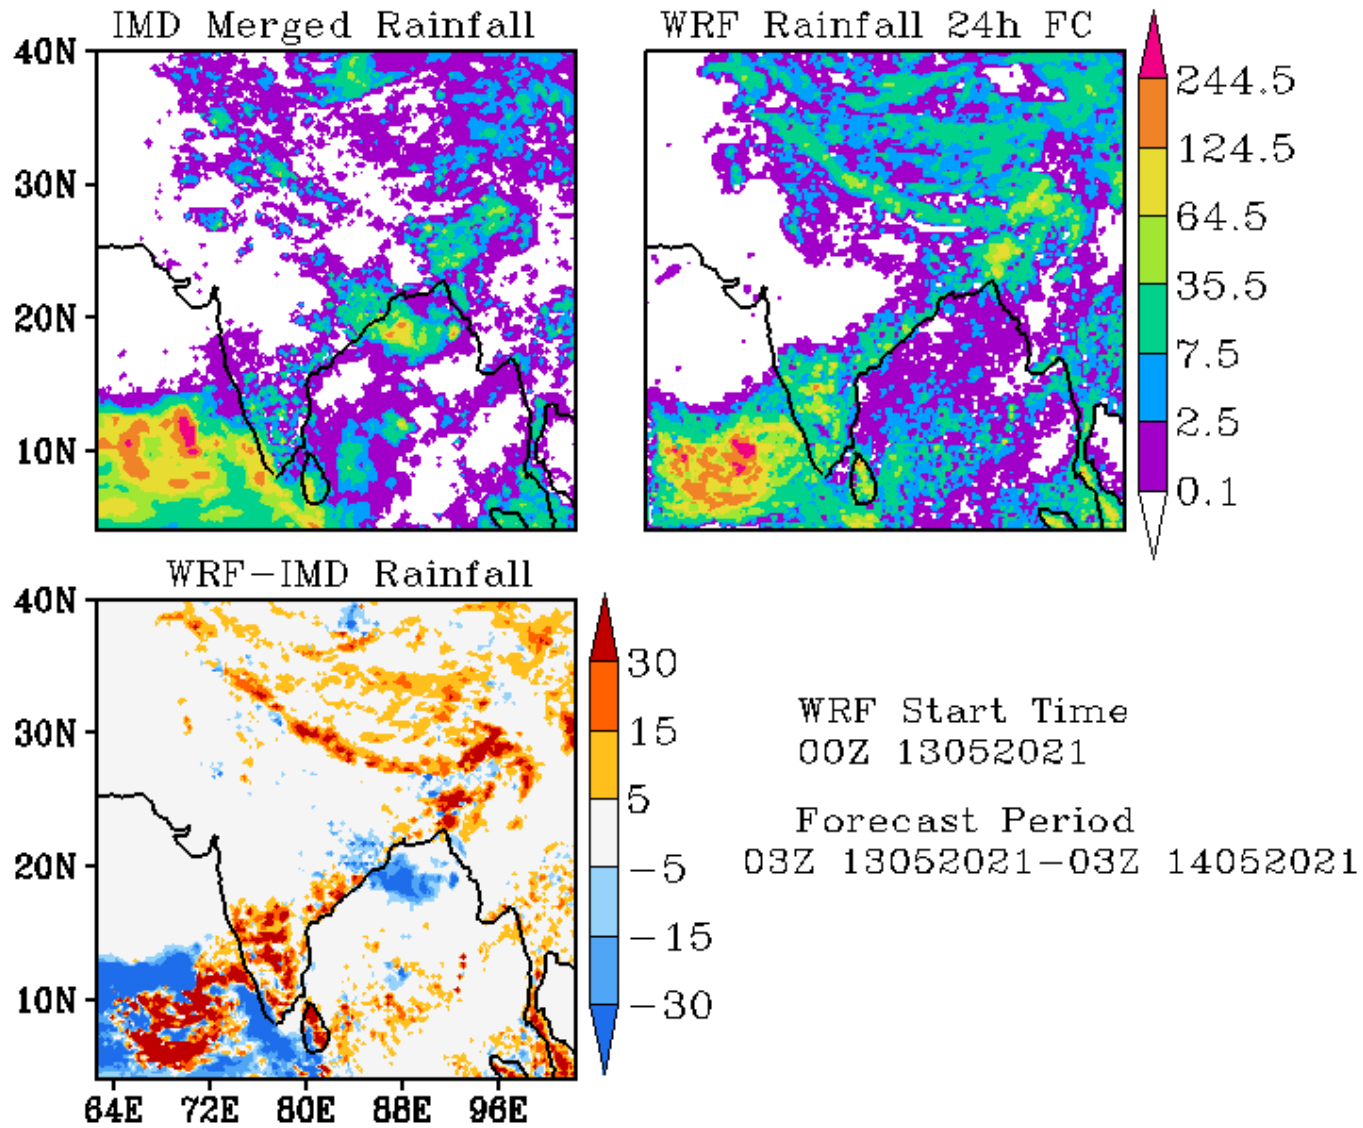 IMD Merged Rainfall
WRF Rainfall 24h FC
40N
30N
20N
10N
244.5
124.5
64.5
35.5
7.5
2.5
0.1
WRF-IMD Rainfall
40N
30N
20N
10N
64E 72E 80E 88E 96E
30
15
5
-5
-15
-30
WRF Start Time
00Z 13052021
Forecast Period
03Z 13052021-03Z 14052021